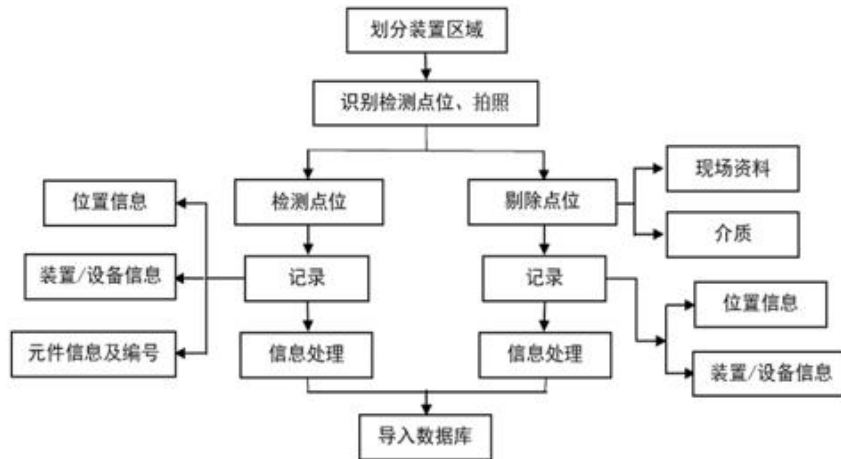 划分装置区域
识别检测点位、拍照
检测点位
剔除点位
现场资料
介质
位置信息
装置/设备信息
元件信息及编号
记录
记录
位置信息
装置/设备信息
信息处理
信息处理
导入数据库